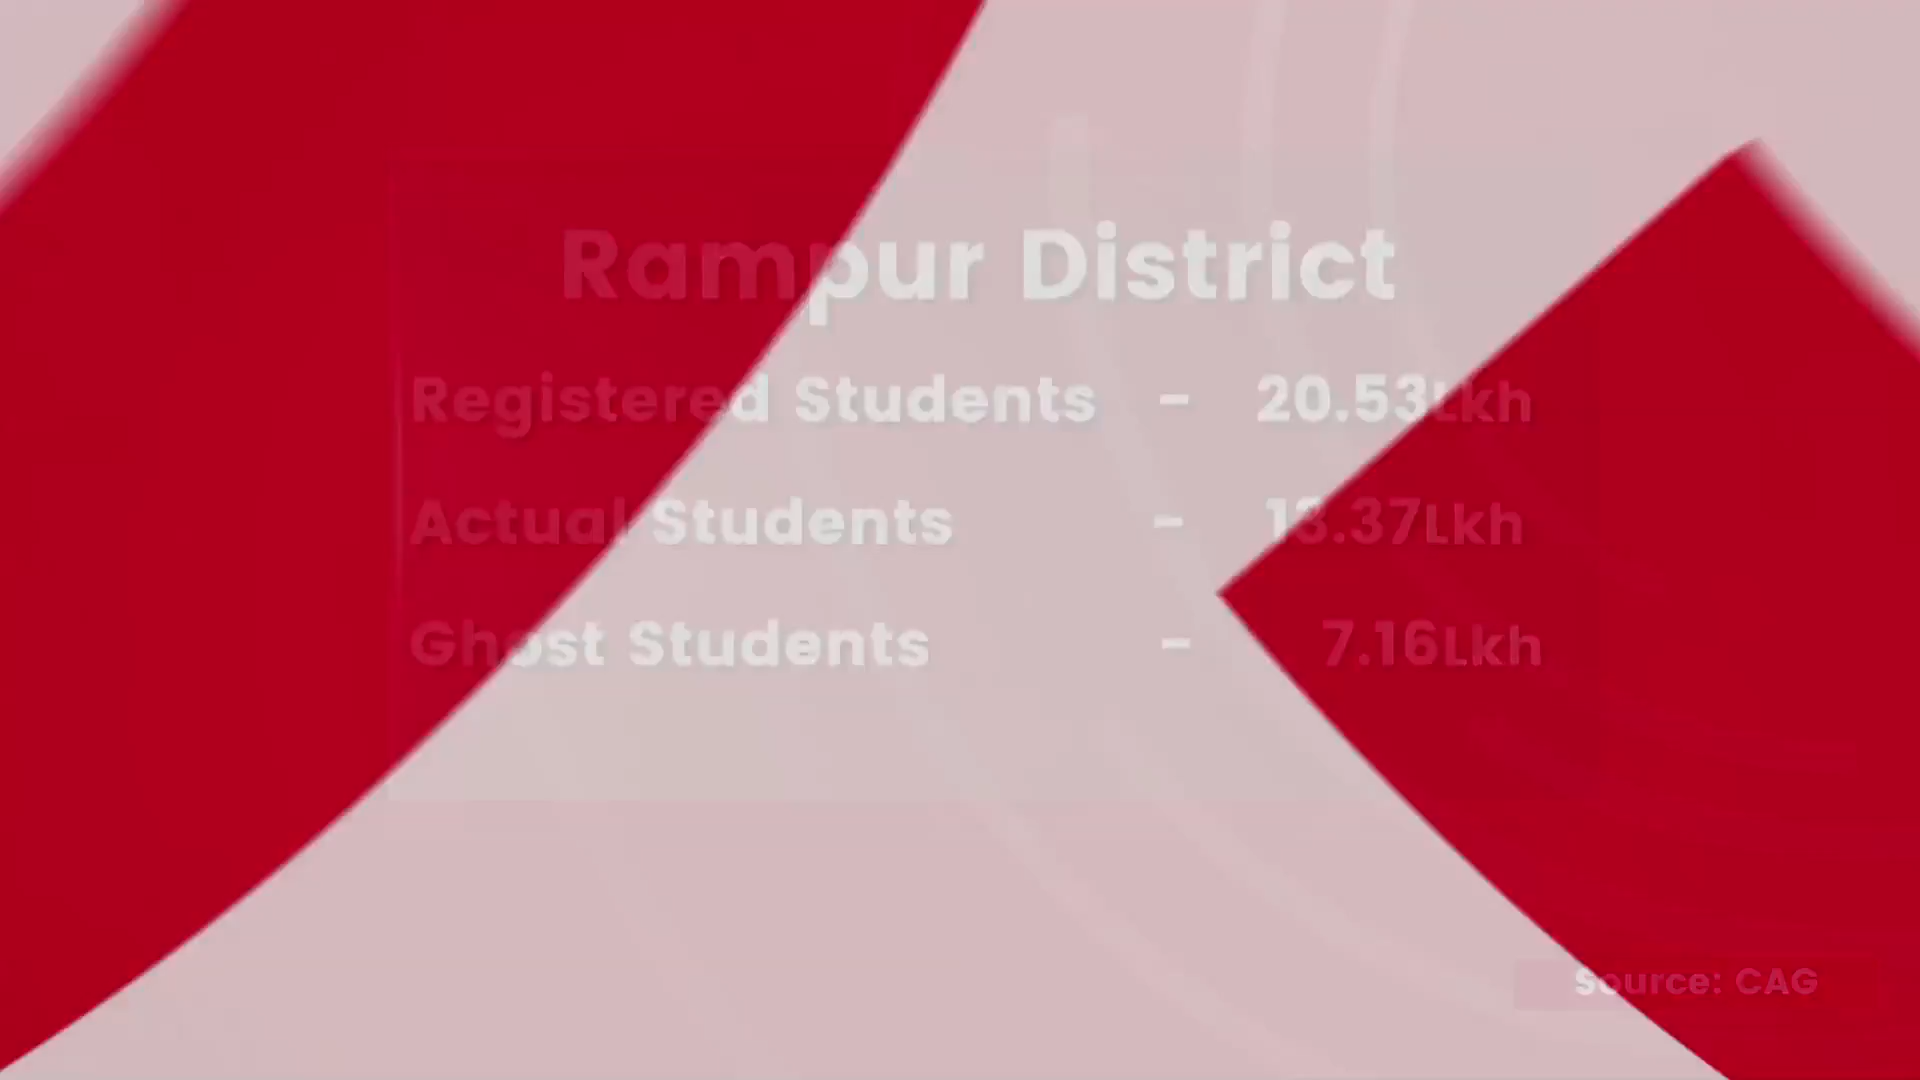 Rampur District
Registered Students - 20.53Lkh
Actual Students - 13.37Lkh
Ghost Students - 7.16Lkh
Source: CAG